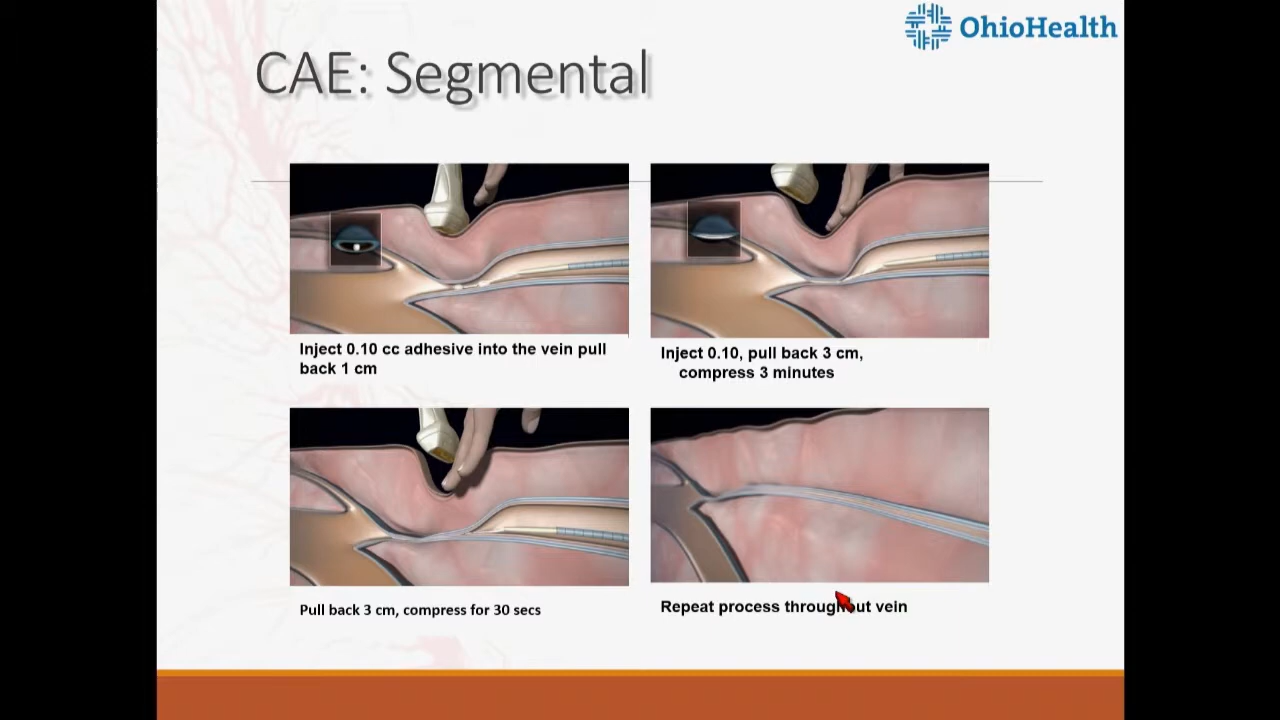 OhioHealth
CAE: Segmental
Inject 0.10 cc adhesive into the vein pull
back 1 cm
Inject 0.10, pull back 3 cm,
compress 3 minutes
Pull back 3 cm, compress for 30 secs
Repeat process throughout vein